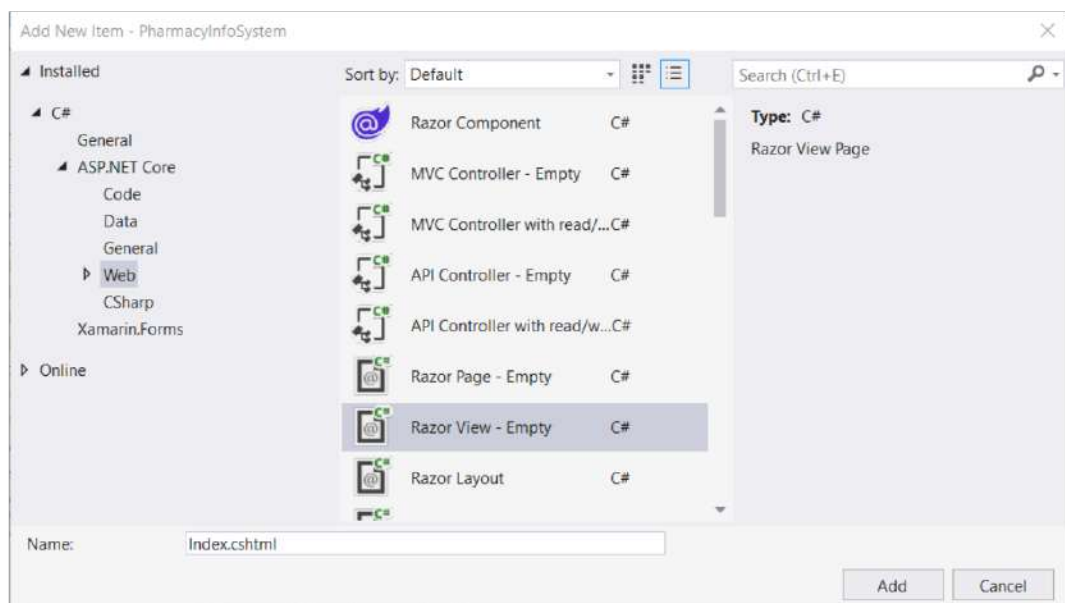 Add New Item - PharmacyInfoSystem
Installed
C#
General
ASP.NET Core
Code
Data
General
Web
CSharp
Xamarin.Forms
Online
Sort by: Default
Razor Component C#
MVC Controller - Empty C#
MVC Controller with read/...C#
API Controller - Empty C#
API Controller with read/w...C#
Razor Page - Empty C#
Razor View - Empty C#
Razor Layout C#
Search (Ctrl+E)
Type: C#
Razor View Page
Name: Index.cshtml
Add Cancel